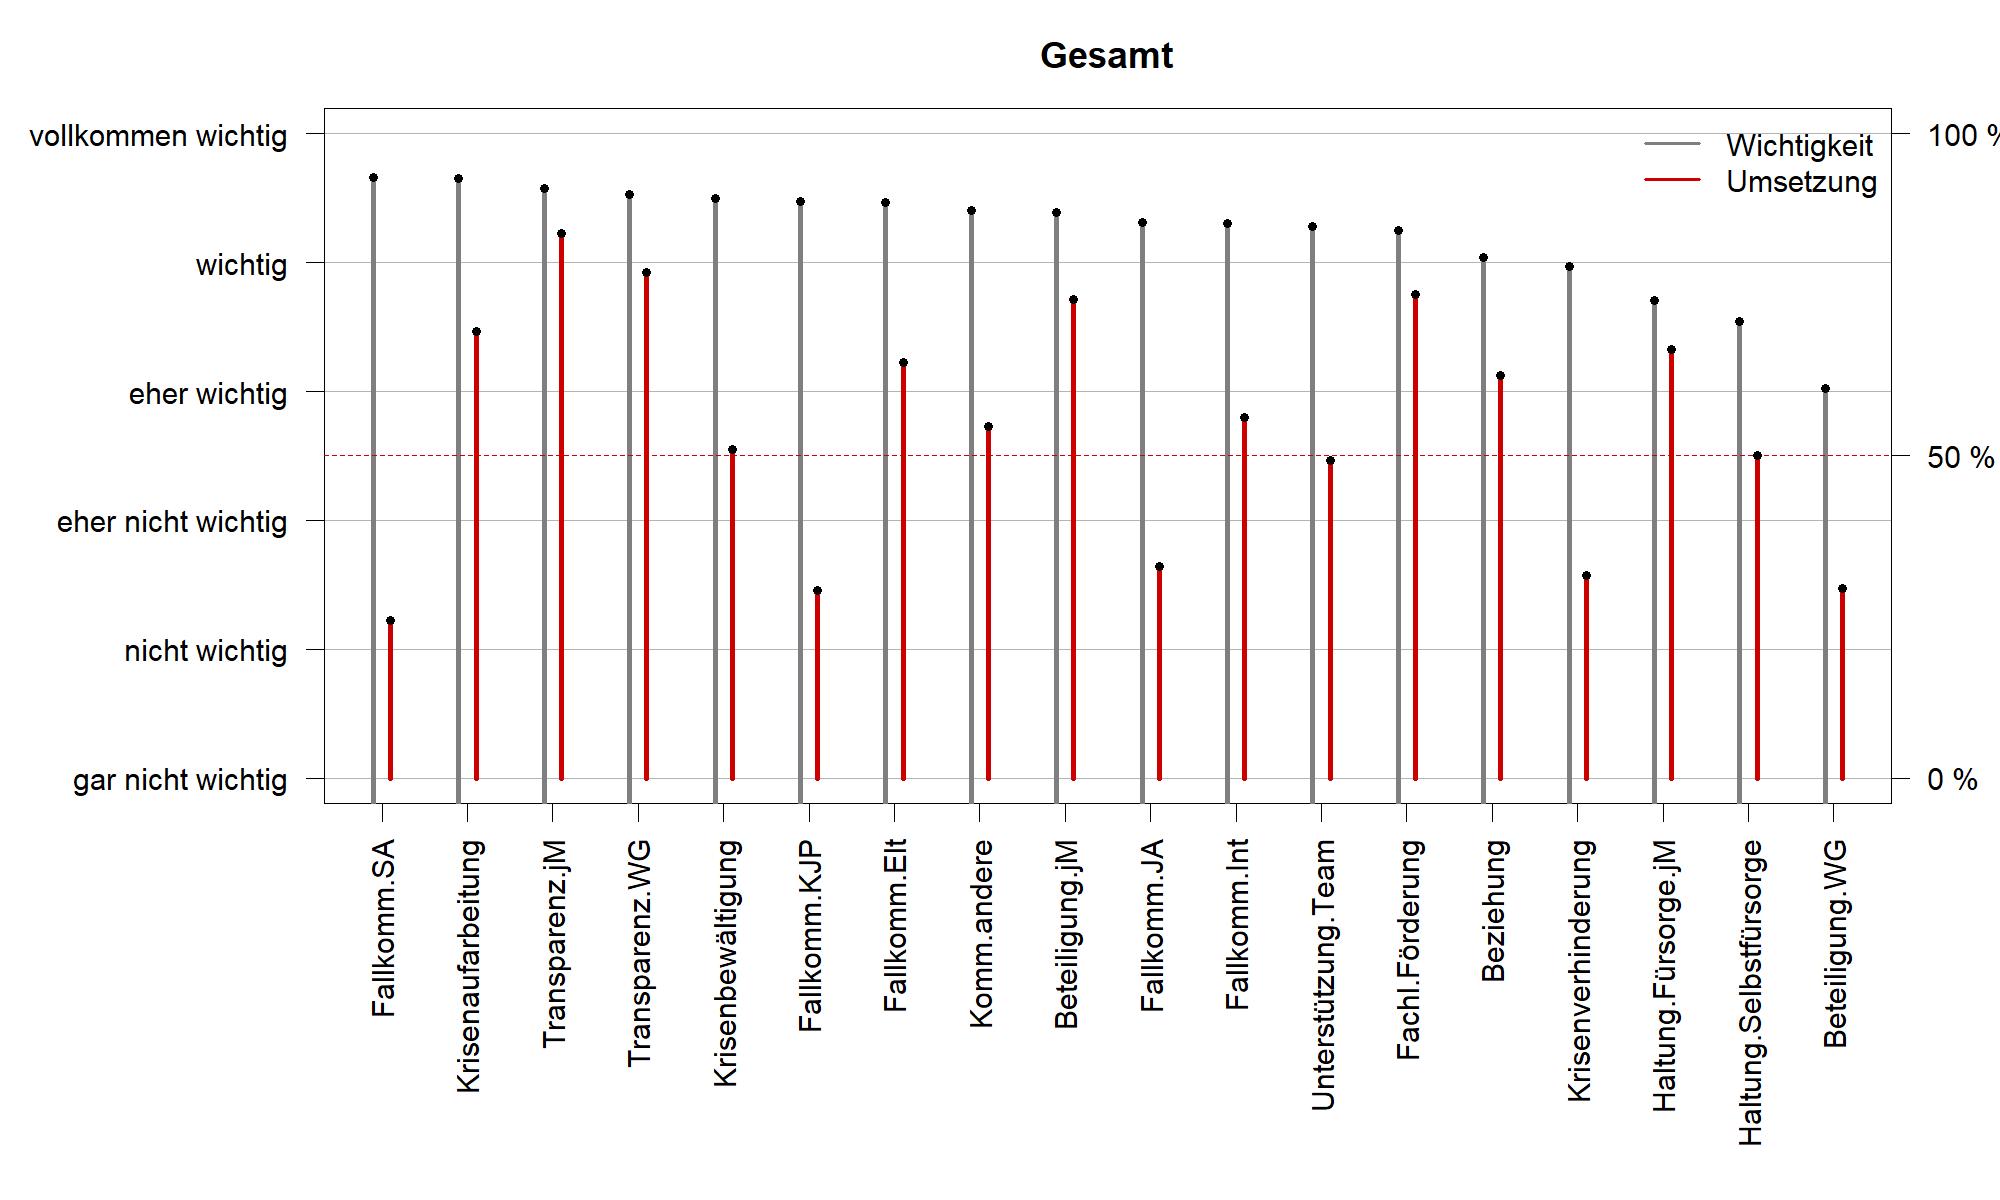 Gesamt
vollkommen wichtig
wichtig
eher wichtig
eher nicht wichtig
nicht wichtig
gar nicht wichtig
100 %
50 %
0 %
Wichtigkeit
Umsetzung
Fallkomm.SA
Krisenaufarbeitung
Transparenz.jM
Transparenz.WG
Krisenbewältigung
Fallkomm.KJP
Fallkomm.Elt
Komm.andere
Beteiligung.jM
Fallkomm.JA
Fallkomm.Int
Unterstützung.Team
Fachl.Förderung
Beziehung
Krisenverhinderung
Haltung.Fürsorge.jM
Haltung.Selbstfürsorge
Beteiligung.WG